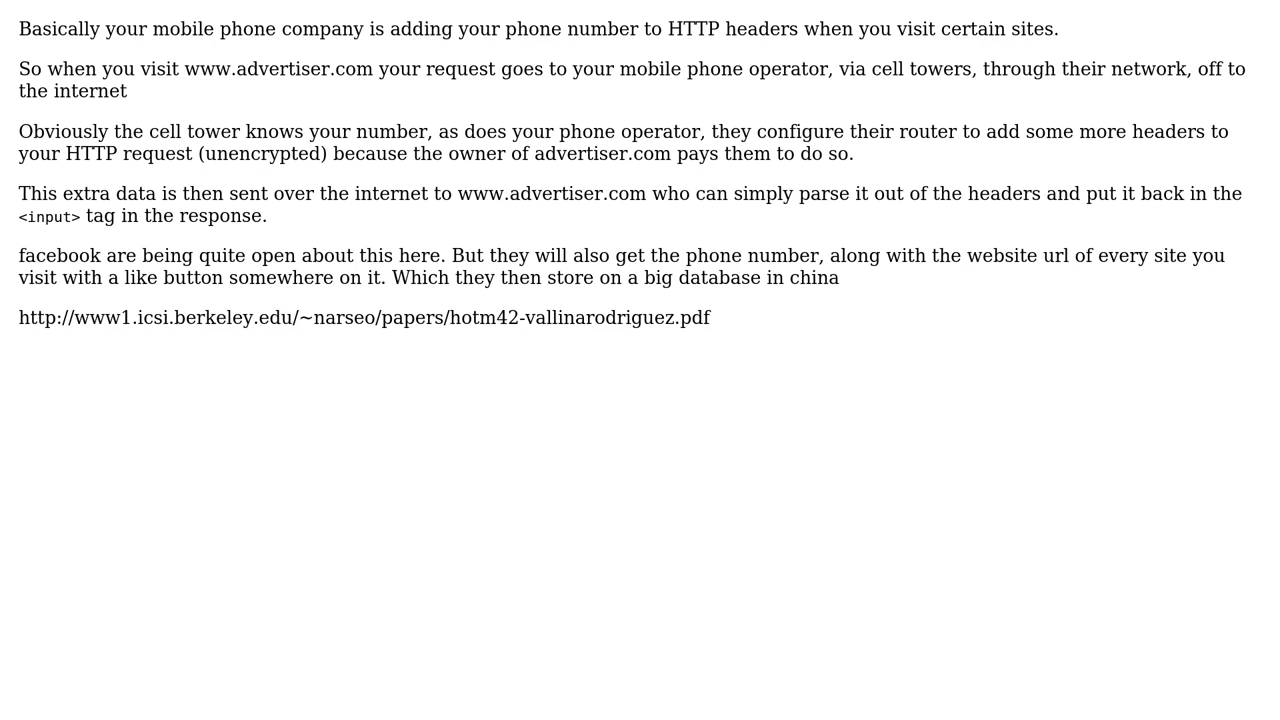 Basically your mobile phone company is adding your phone number to HTTP headers when you visit certain sites.
So when you visit www.advertiser.com your request goes to your mobile phone operator, via cell towers, through their network, off to
the internet
Obviously the cell tower knows your number, as does your phone operator, they configure their router to add some more headers to
your HTTP request (unencrypted) because the owner of advertiser.com pays them to do so.
This extra data is then sent over the internet to www.advertiser.com who can simply parse it out of the headers and put it back in the
<input> tag in the response.
facebook are being quite open about this here. But they will also get the phone number, along with the website url of every site you
visit with a like button somewhere on it. Which they then store on a big database in china
http://www1.icsi.berkeley.edu/~narseo/papers/hotm42-vallinarodriguez.pdf